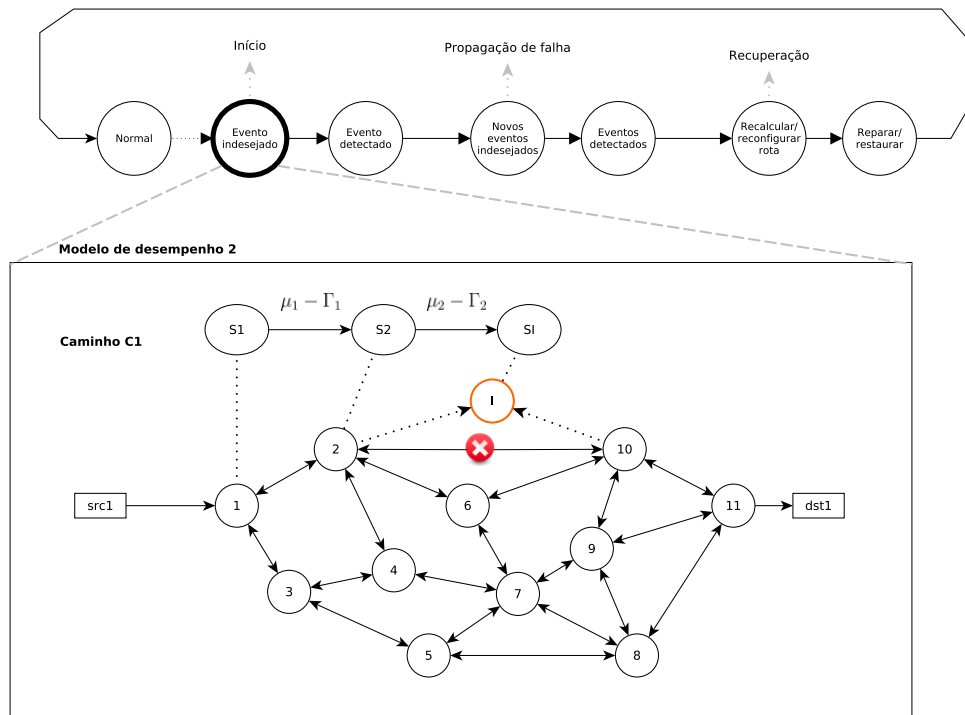 Início
Propagação de falha
Recuperação
Normal
Evento
indesejado
Evento
detectado
Novos
eventos
indesejados
Eventos
detectados
Recalcular/
reconfigurar
rota
Reparar/
restaurar
Modelo de desempenho 2
μ₁ − Γ₁
μ₂ − Γ₂
S1
S2
SI
Caminho C1
I
2
10
src1
1
6
11
dst1
9
4
3
7
5
8